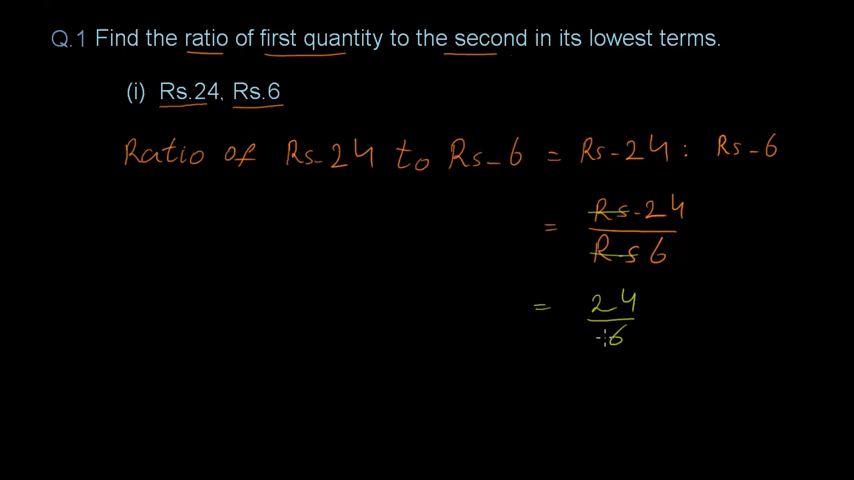 Q.1 Find the ratio of first quantity to the second in its lowest terms.
(i) Rs.24, Rs.6
Ratio of Rs-24 to Rs-6 = Rs-24 : Rs-6
= Rs-24
Rs 6
= 24
6